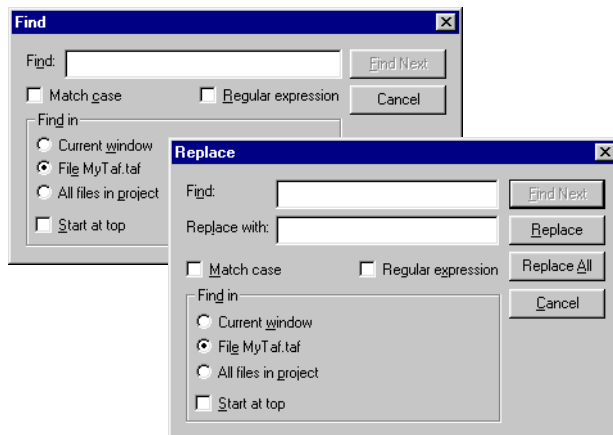 Find
Find:
Find Next
Match case
Regular expression
Cancel
Find in
Current window
File MyTaf.taf
All files in project
Start at top
Replace
Find:
Find Next
Replace with:
Replace
Match case
Regular expression
Replace All
Find in
Cancel
Current window
File MyTaf.taf
All files in project
Start at top